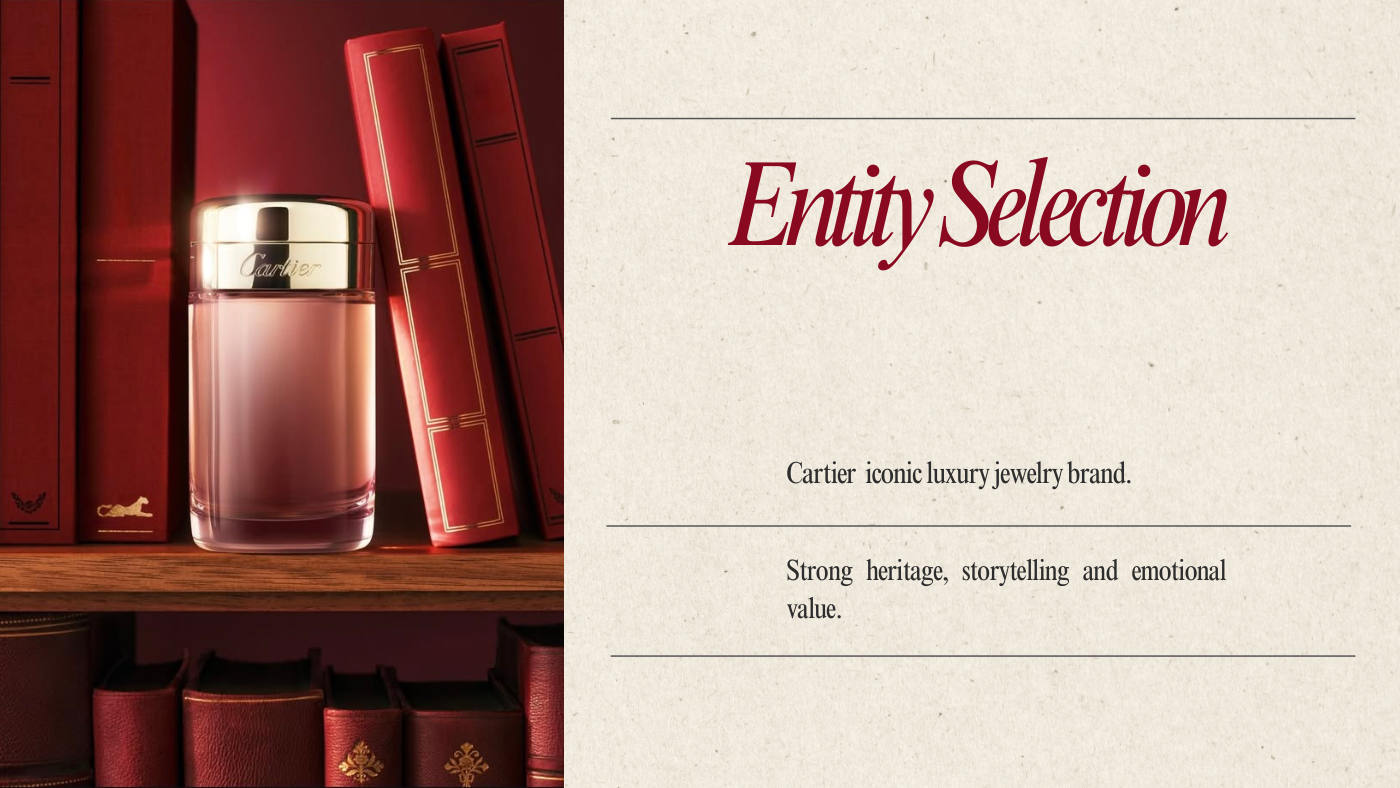 Cartier
Entity Selection
Cartier iconic luxury jewelry brand.
Strong heritage, storytelling and emotional
value.